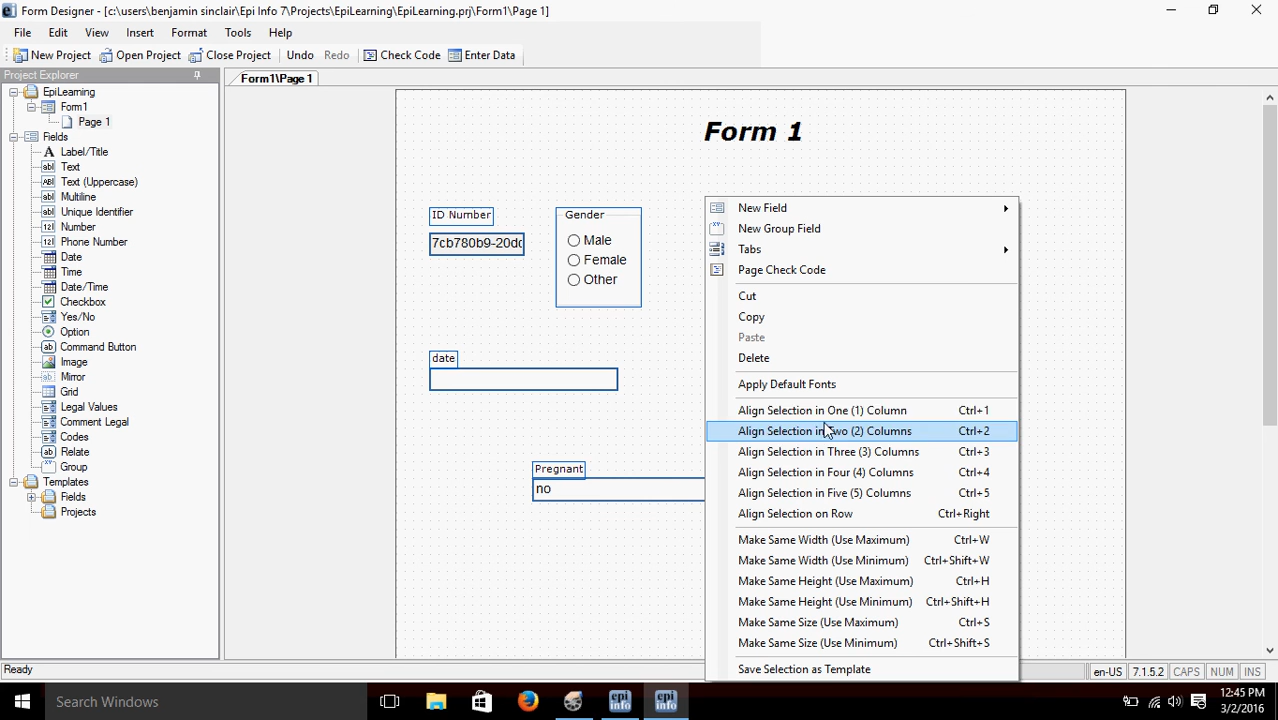 Form Designer - [c:\users\benjamin sinclair\Epi Info 7\Projects\EpiLearning\EpiLearning.prj\Form1\Page 1]
File Edit View Insert Format Tools Help
New Project Open Project Close Project Undo Redo Check Code Enter Data
Project Explorer
EpiLearning
Form1
Page 1
Fields
Label/Title
Text
Text (Uppercase)
Multiline
Unique Identifier
Number
Phone Number
Date
Time
Date/Time
Checkbox
Yes/No
Option
Command Button
Image
Mirror
Grid
Legal Values
Comment Legal
Codes
Relate
Group
Templates
Fields
Projects
Form1\Page 1
Form 1
ID Number
7cb780b9-20dc
Gender
Male
Female
Other
date
Pregnant
no
New Field
New Group Field
Tabs
Page Check Code
Cut
Copy
Paste
Delete
Apply Default Fonts
Align Selection in One (1) Column Ctrl+1
Align Selection in Two (2) Columns Ctrl+2
Align Selection in Three (3) Columns Ctrl+3
Align Selection in Four (4) Columns Ctrl+4
Align Selection in Five (5) Columns Ctrl+5
Align Selection on Row Ctrl+Right
Make Same Width (Use Maximum) Ctrl+W
Make Same Width (Use Minimum) Ctrl+Shift+W
Make Same Height (Use Maximum) Ctrl+H
Make Same Height (Use Minimum) Ctrl+Shift+H
Make Same Size (Use Maximum) Ctrl+S
Make Same Size (Use Minimum) Ctrl+Shift+S
Save Selection as Template
Ready
en-US 7.1.5.2 CAPS NUM INS
Search Windows
epi info
epi info
12:45 PM
3/2/2016